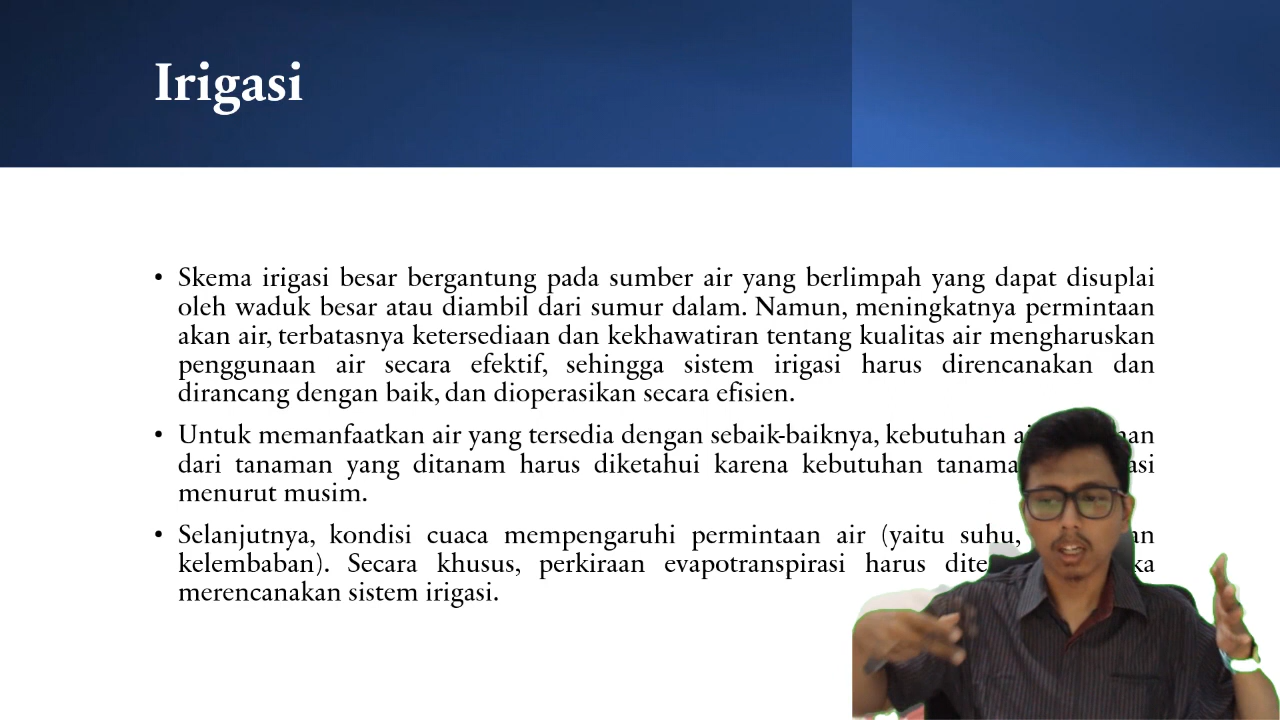 Irigasi
• Skema irigasi besar bergantung pada sumber air yang berlimpah yang dapat disuplai
oleh waduk besar atau diambil dari sumur dalam. Namun, meningkatnya permintaan
akan air, terbatasnya ketersediaan dan kekhawatiran tentang kualitas air mengharuskan
penggunaan air secara efektif, sehingga sistem irigasi harus direncanakan dan
dirancang dengan baik, dan dioperasikan secara efisien.
• Untuk memanfaatkan air yang tersedia dengan sebaik-baiknya, kebutuhan
dari tanaman yang ditanam harus diketahui karena kebutuhan
menurut musim.
• Selanjutnya, kondisi cuaca mempengaruhi permintaan air (yaitu suhu,
kelembaban). Secara khusus, perkiraan evapotranspirasi harus
merencanakan sistem irigasi.